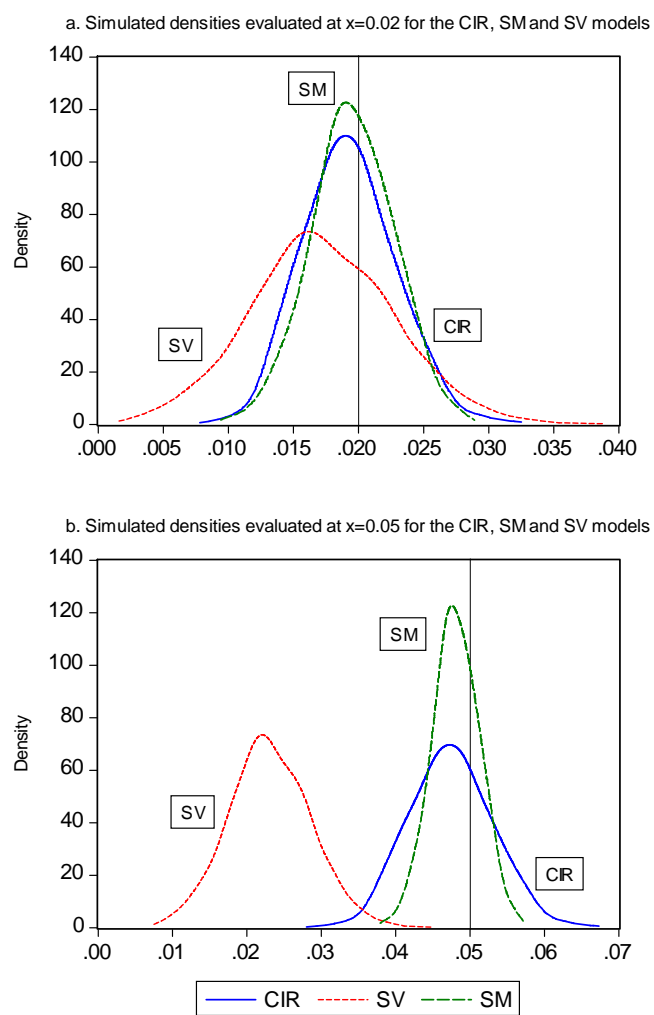 a. Simulated densities evaluated at x=0.02 for the CIR, SM and SV models
140
120
100
80
60
40
20
0
Density
SM
SV
CIR
.000 .005 .010 .015 .020 .025 .030 .035 .040
b. Simulated densities evaluated at x=0.05 for the CIR, SM and SV models
140
120
100
80
60
40
20
0
Density
SM
SV
CIR
.00 .01 .02 .03 .04 .05 .06 .07
CIR SV SM